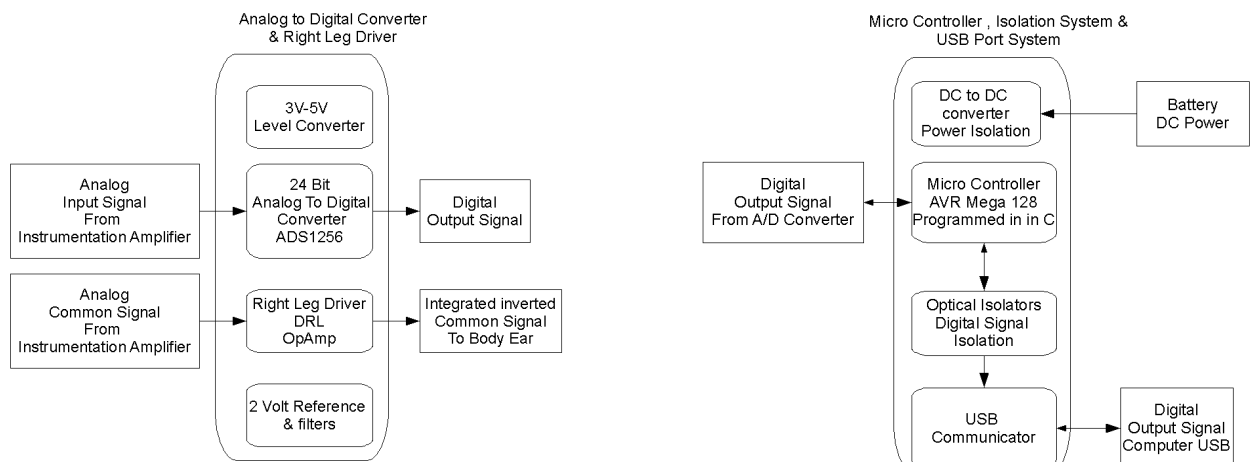 Analog to Digital Converter
& Right Leg Driver
3V-5V
Level Converter
Analog
Input Signal
From
Instrumentation Amplifier
24 Bit
Analog To Digital
Converter
ADS1256
Digital
Output Signal
Analog
Common Signal
From
Instrumentation Amplifier
Right Leg Driver
DRL
OpAmp
Integrated inverted
Common Signal
To Body Ear
2 Volt Reference
& filters
Micro Controller , Isolation System &
USB Port System
DC to DC
converter
Power Isolation
Battery
DC Power
Digital
Output Signal
From A/D Converter
Micro Controller
AVR Mega 128
Programmed in in C
Optical Isolators
Digital Signal
Isolation
USB
Communicator
Digital
Output Signal
Computer USB